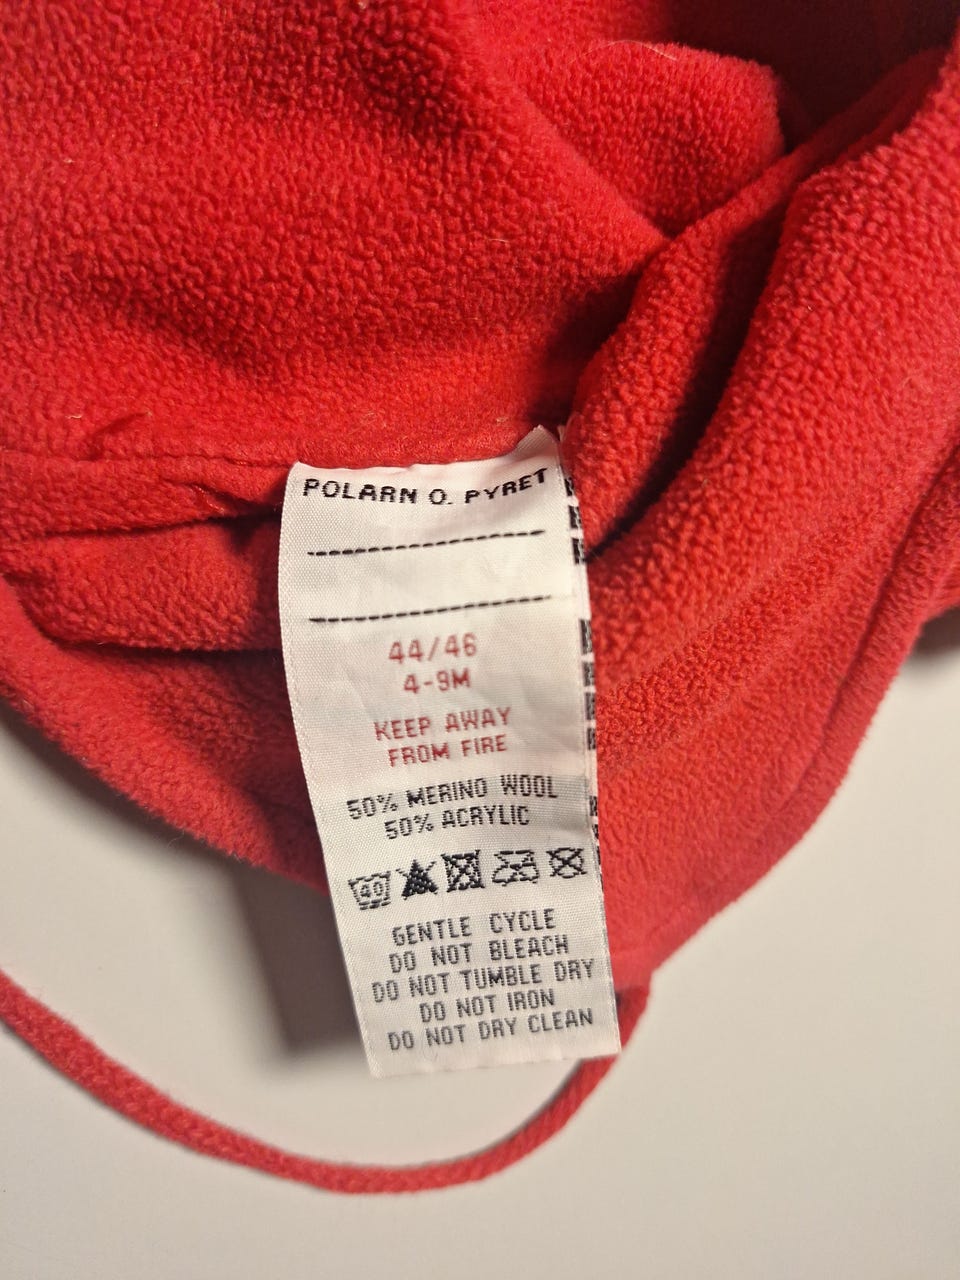 POLARN O. PYRET
44/46
4-9M
KEEP AWAY
FROM FIRE
50% MERINO WOOL
50% ACRYLIC
40
GENTLE CYCLE
DO NOT BLEACH
DO NOT TUMBLE DRY
DO NOT IRON
DO NOT DRY CLEAN